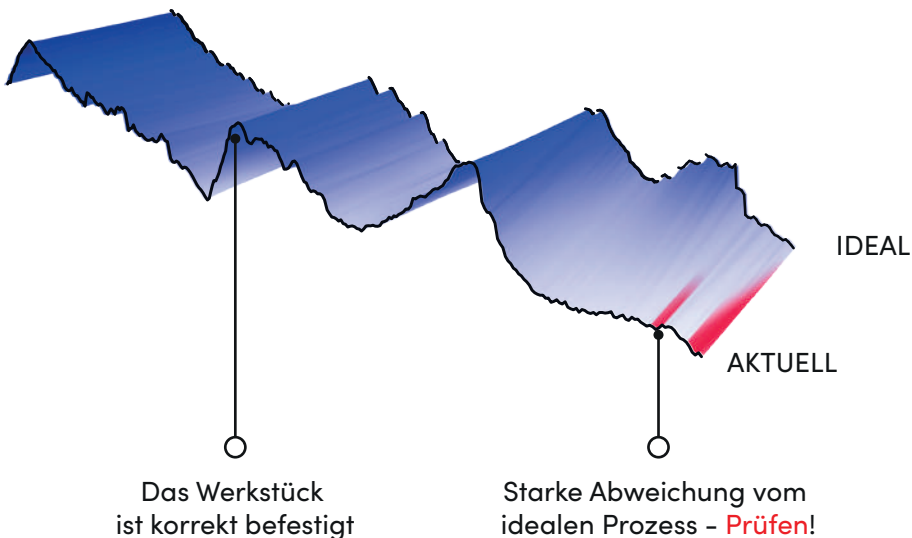 IDEAL
AKTUELL
Das Werkstück
ist korrekt befestigt
Starke Abweichung vom
idealen Prozess - Prüfen!